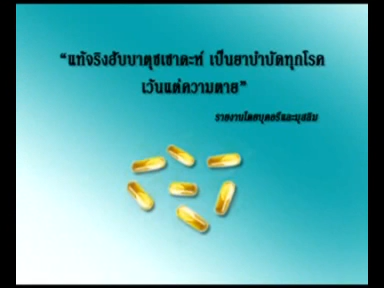 “แท้จริงฮับบาตุซเซาดะห์ เป็นยาบำบัดทุกโรค
เว้นแต่ความตาย”
รายงานโดยบุคอรีและมุสลิม